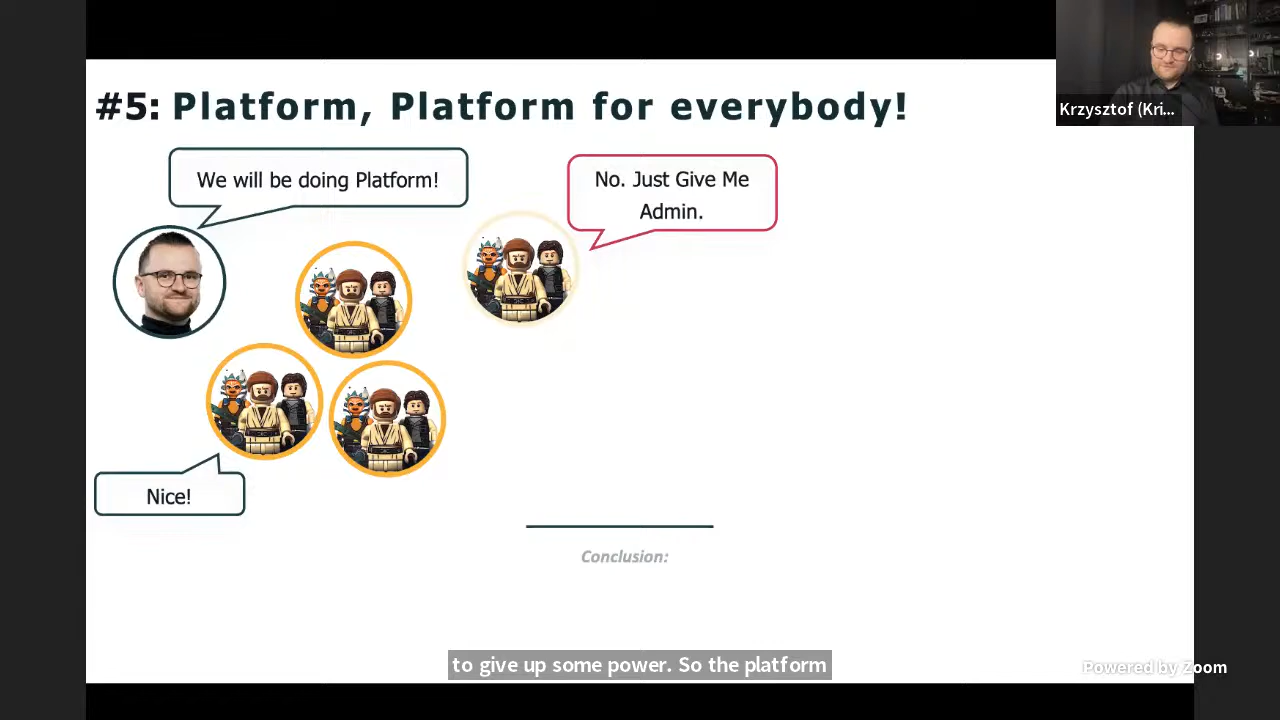 #5: Platform, Platform for everybody!
Krzysztof (Kri...
We will be doing Platform!
No. Just Give Me
Admin.
Nice!
Conclusion:
to give up some power. So the platform
Powered by Zoom